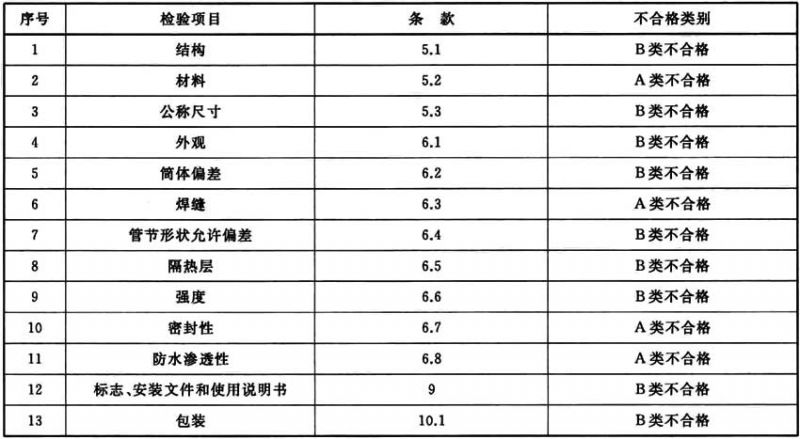 序号 检验项目 条 款 不合格类别
1 结构 5.1 B类不合格
2 材料 5.2 A类不合格
3 公称尺寸 5.3 B类不合格
4 外观 6.1 B类不合格
5 筒体偏差 6.2 B类不合格
6 焊缝 6.3 A类不合格
7 管节形状允许偏差 6.4 B类不合格
8 隔热层 6.5 B类不合格
9 强度 6.6 B类不合格
10 密封性 6.7 A类不合格
11 防水渗透性 6.8 A类不合格
12 标志、安装文件和使用说明书 9 B类不合格
13 包装 10.1 B类不合格